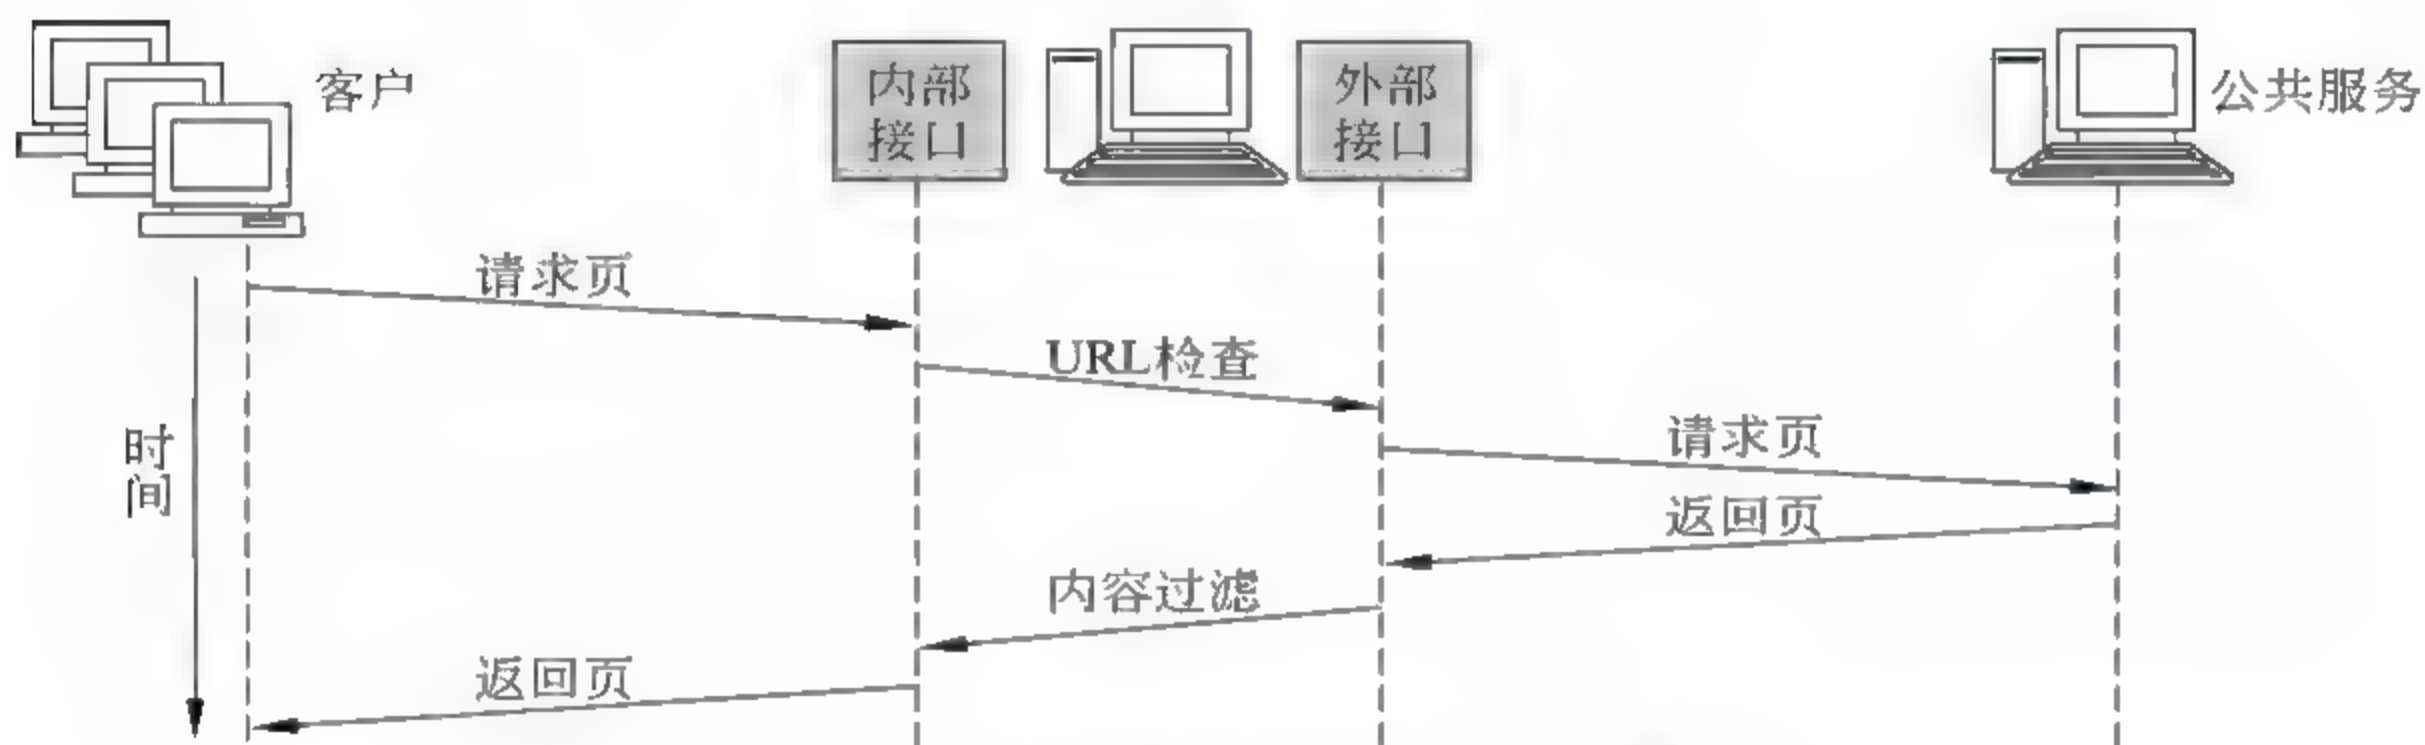 客户
内部
接口
外部
接口
公共服务
请求页
URL检查
请求页
时
间
返回页
内容过滤
返回页